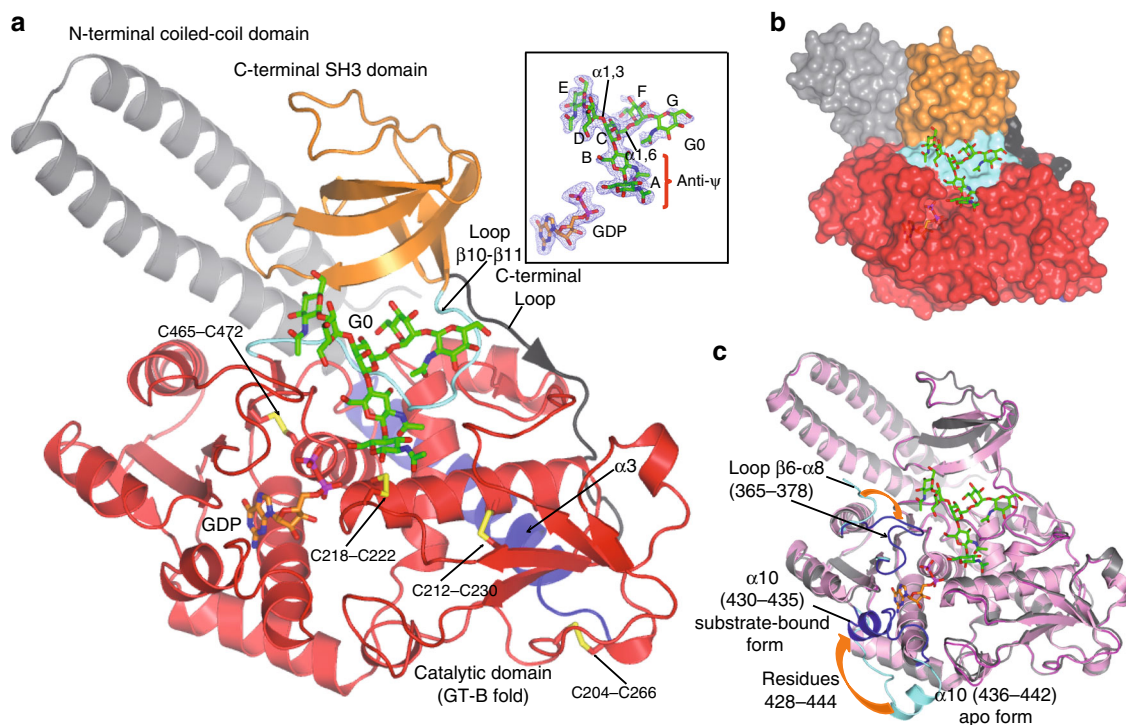 a
N-terminal coiled-coil domain
C-terminal SH3 domain
Loop
β10-β11
C-terminal
Loop
G0
C465–C472
GDP
C218–C222
C212–C230
α3
Catalytic domain
(GT-B fold)
C204–C266
α1,3
E
F
G
D
C
G0
B
α1,6
A
Anti-ψ
GDP
b
c
Loop β6-α8
(365–378)
α10
(430–435)
substrate-bound
form
Residues
428–444
α10 (436–442)
apo form